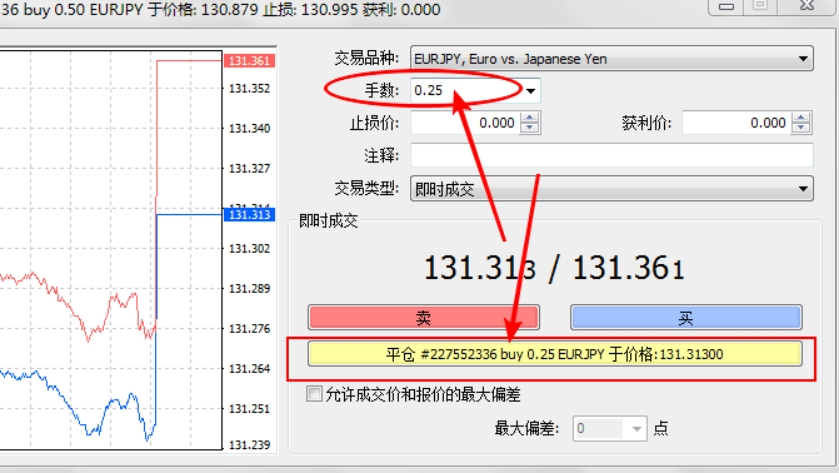 36 buy 0.50 EURJPY 于价格: 130.879 止损: 130.995 获利: 0.000
131.361
131.352
131.340
131.327
131.313
131.302
131.289
131.276
131.264
131.251
131.239
交易品种: EURJPY, Euro vs. Japanese Yen
手数: 0.25
止损价: 0.000 获利价: 0.000
注释:
交易类型: 即时成交
即时成交
131.313 / 131.361
卖 买
平仓 #227552336 buy 0.25 EURJPY 于价格:131.31300
允许成交价和报价的最大偏差
最大偏差: 0 点